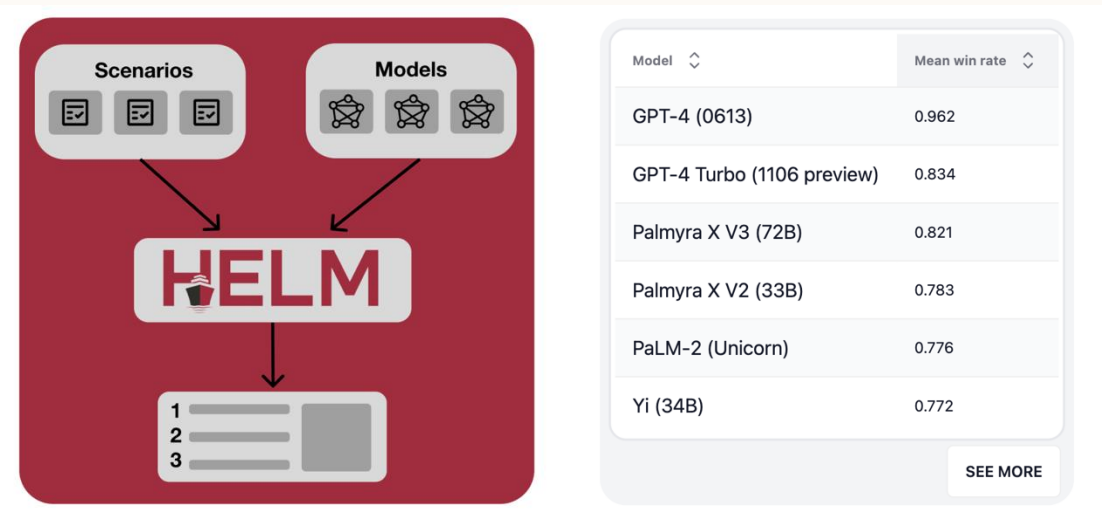 Scenarios
Models
HELM
1
2
3
Model Mean win rate
GPT-4 (0613) 0.962
GPT-4 Turbo (1106 preview) 0.834
Palmyra X V3 (72B) 0.821
Palmyra X V2 (33B) 0.783
PaLM-2 (Unicorn) 0.776
Yi (34B) 0.772
SEE MORE